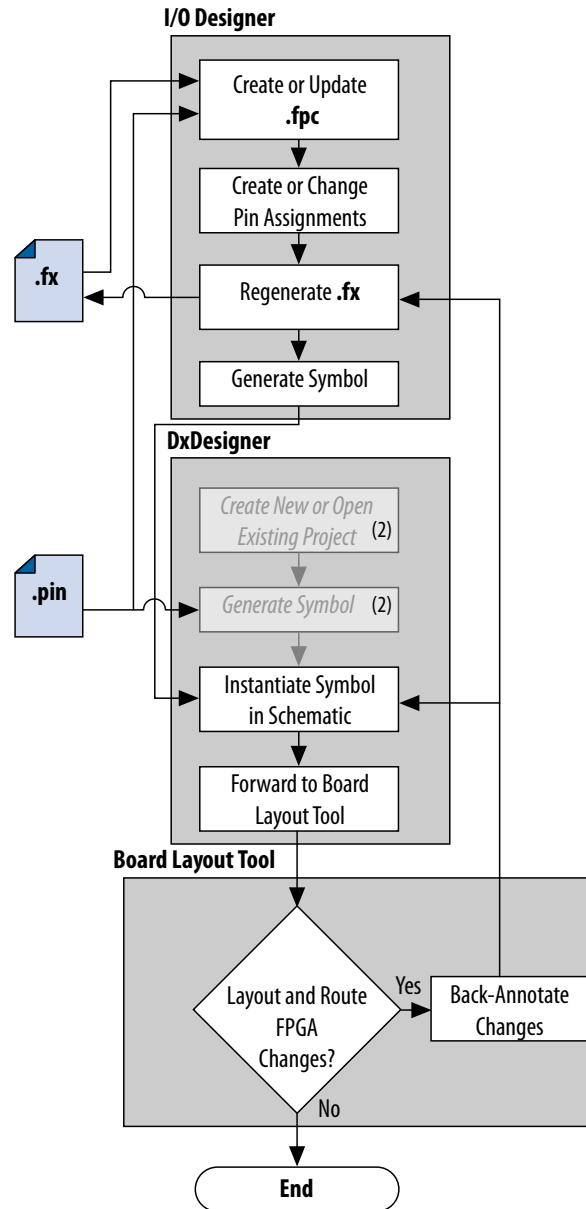 I/O Designer
Create or Update
.fpc
Create or Change
Pin Assignments
.fx
Regenerate .fx
Generate Symbol
DxDesigner
Create New or Open
Existing Project (2)
.pin
Generate Symbol (2)
Instantiate Symbol
in Schematic
Forward to Board
Layout Tool
Board Layout Tool
Layout and Route
FPGA
Changes?
Yes
Back-Annotate
Changes
No
End